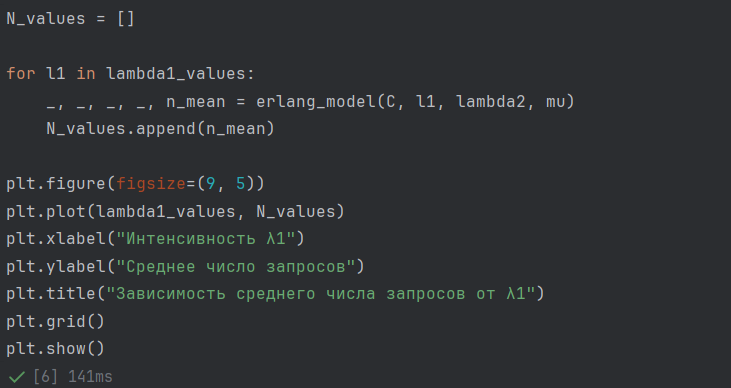 N_values = []
for l1 in lambda1_values:
    _, _, _, _, n_mean = erlang_model(C, l1, lambda2, mu)
    N_values.append(n_mean)
plt.figure(figsize=(9, 5))
plt.plot(lambda1_values, N_values)
plt.xlabel("Интенсивность λ1")
plt.ylabel("Среднее число запросов")
plt.title("Зависимость среднего числа запросов от λ1")
plt.grid()
plt.show()
[6] 141ms